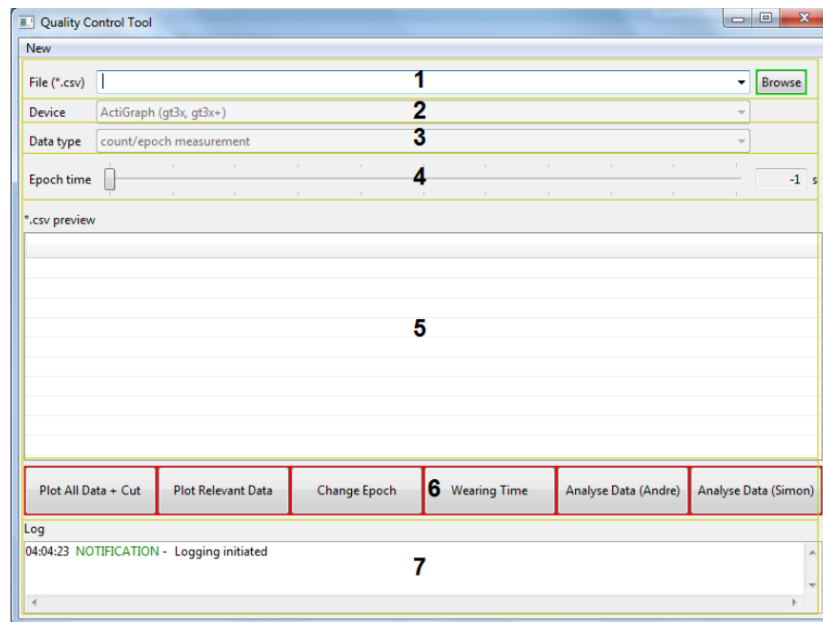 Quality Control Tool
New
File (*.csv) 1 Browse
Device ActiGraph (gt3x, gt3x+) 2
Data type count/epoch measurement 3
Epoch time 4 -1 s
*.csv preview
5
Plot All Data + Cut Plot Relevant Data Change Epoch 6 Wearing Time Analyse Data (Andre) Analyse Data (Simon)
Log
04:04:23 NOTIFICATION - Logging initiated
7